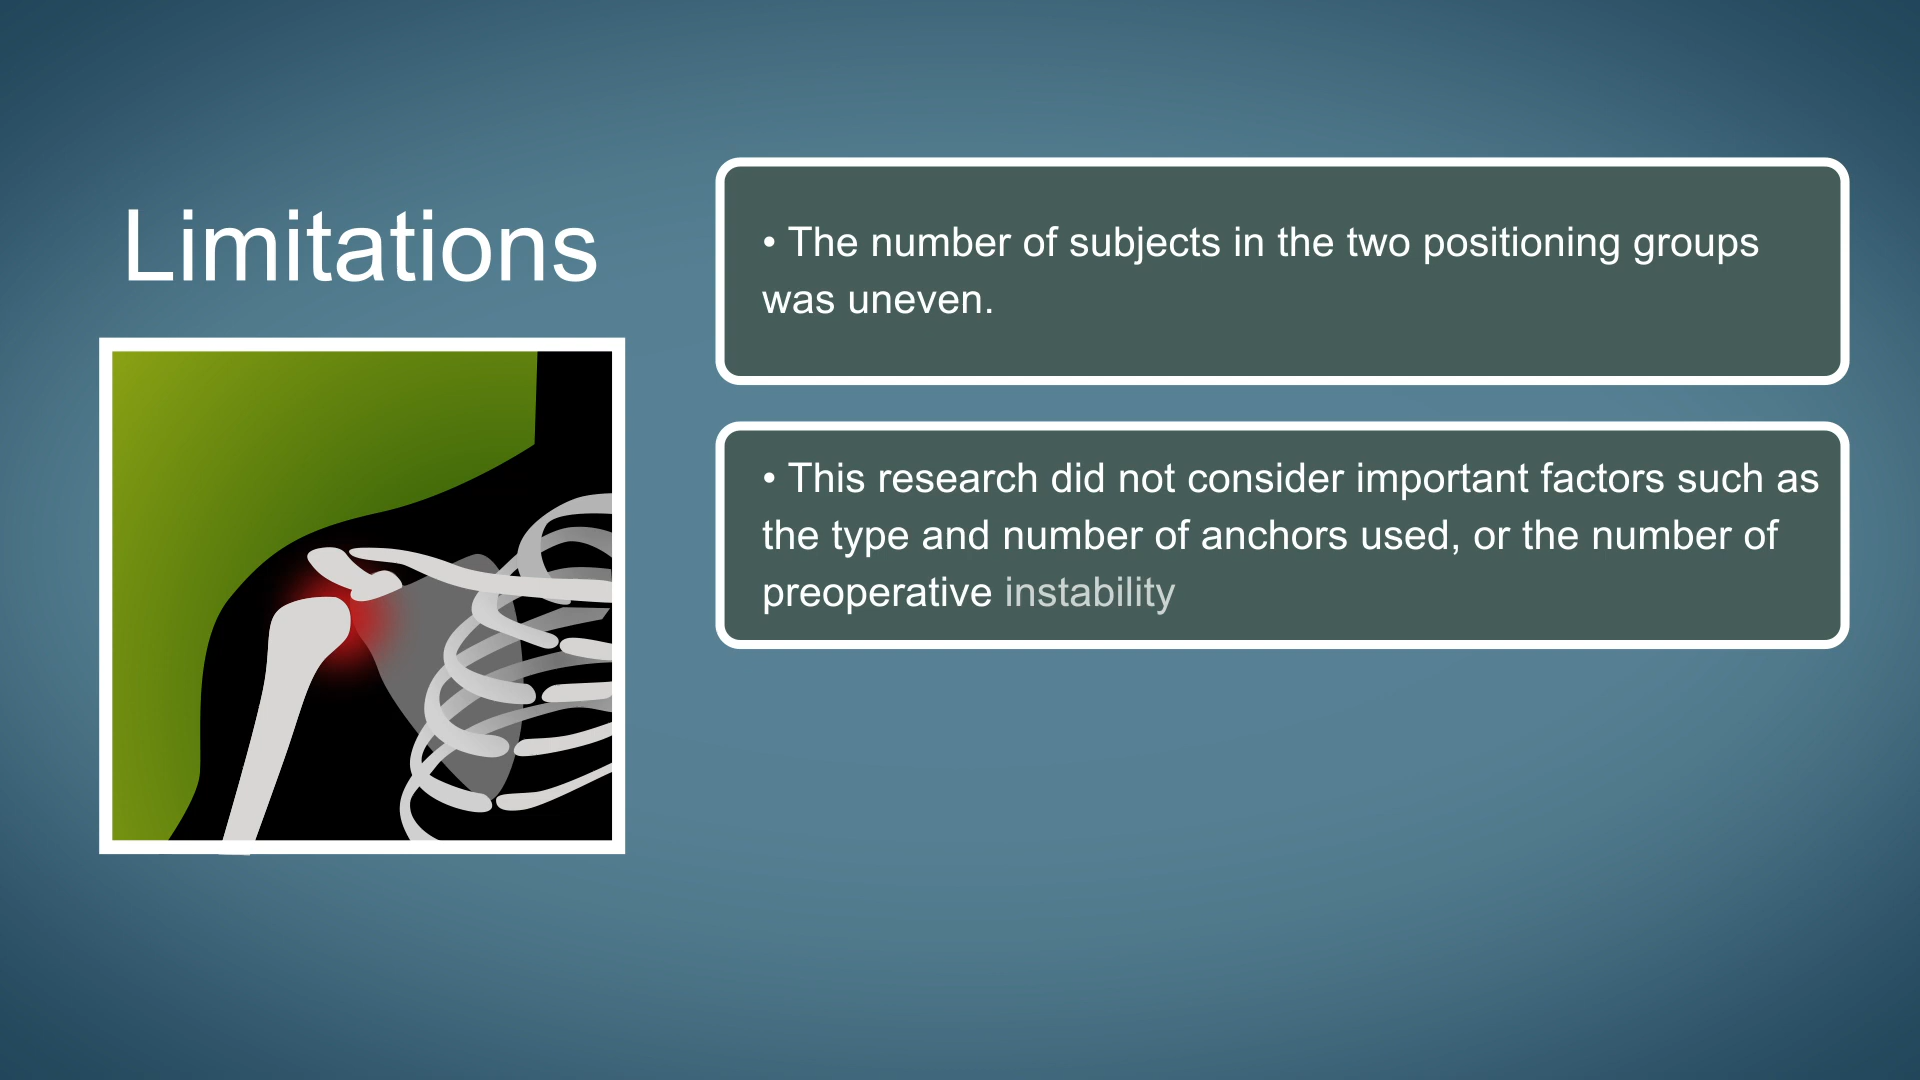 Limitations
• The number of subjects in the two positioning groups
was uneven.
• This research did not consider important factors such as
the type and number of anchors used, or the number of
preoperative instability